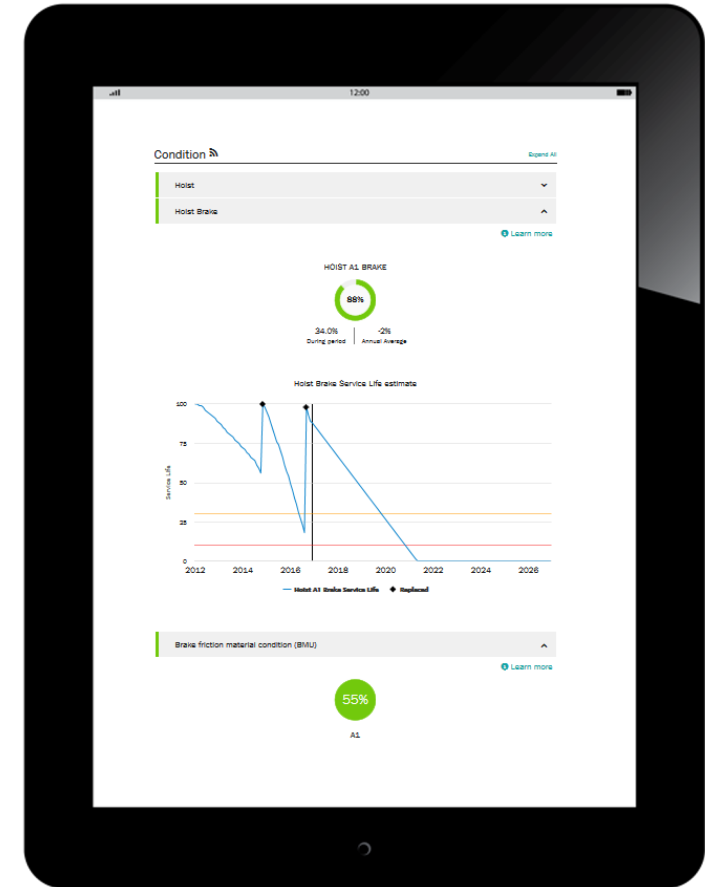 12:00
Condition
Expand All
Hoist
Hoist Brake
Learn more
HOIST A1 BRAKE
88%
34.0%
During period
-2%
Annual Average
Hoist Brake Service Life estimate
100
75
50
25
0
Service Life
2012 2014 2016 2018 2020 2022 2024 2026
Hoist A1 Brake Service Life Replaced
Brake friction material condition (BMU)
Learn more
55%
A1